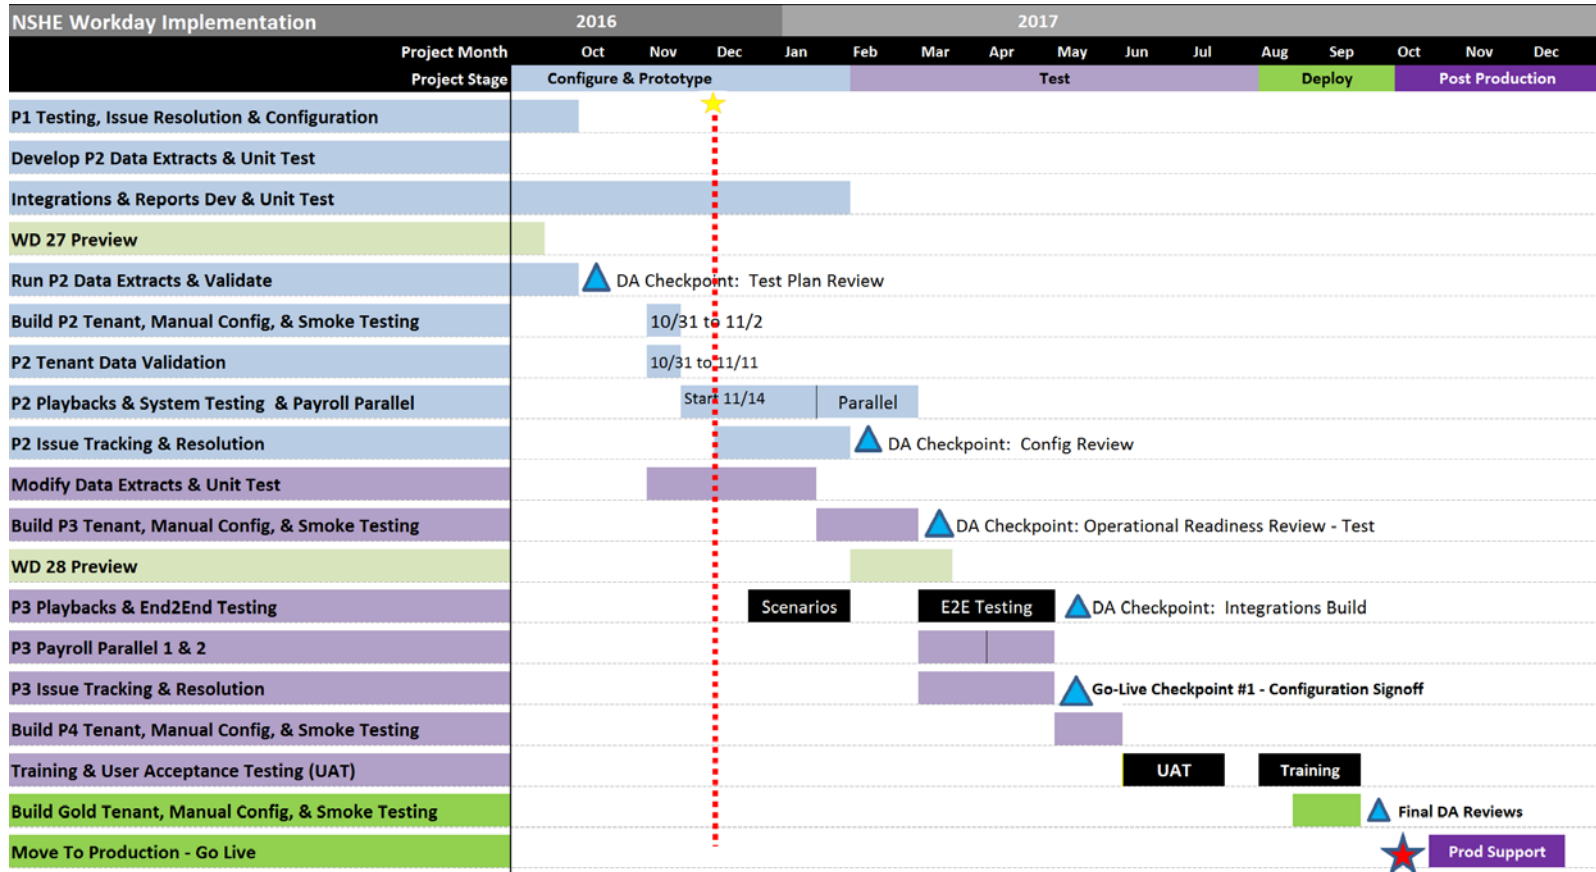 NSHE Workday Implementation 2016 2017
Project Month Oct Nov Dec Jan Feb Mar Apr May Jun Jul Aug Sep Oct Nov Dec
Project Stage Configure & Prototype Test Deploy Post Production
P1 Testing, Issue Resolution & Configuration
Develop P2 Data Extracts & Unit Test
Integrations & Reports Dev & Unit Test
WD 27 Preview
Run P2 Data Extracts & Validate DA Checkpoint: Test Plan Review
Build P2 Tenant, Manual Config, & Smoke Testing 10/31 to 11/2
P2 Tenant Data Validation 10/31 to 11/11
P2 Playbacks & System Testing & Payroll Parallel Start 11/14 Parallel
P2 Issue Tracking & Resolution DA Checkpoint: Config Review
Modify Data Extracts & Unit Test
Build P3 Tenant, Manual Config, & Smoke Testing DA Checkpoint: Operational Readiness Review - Test
WD 28 Preview
P3 Playbacks & End2End Testing Scenarios E2E Testing DA Checkpoint: Integrations Build
P3 Payroll Parallel 1 & 2
P3 Issue Tracking & Resolution Go-Live Checkpoint #1 - Configuration Signoff
Build P4 Tenant, Manual Config, & Smoke Testing
Training & User Acceptance Testing (UAT) UAT Training
Build Gold Tenant, Manual Config, & Smoke Testing Final DA Reviews
Move To Production - Go Live Prod Support